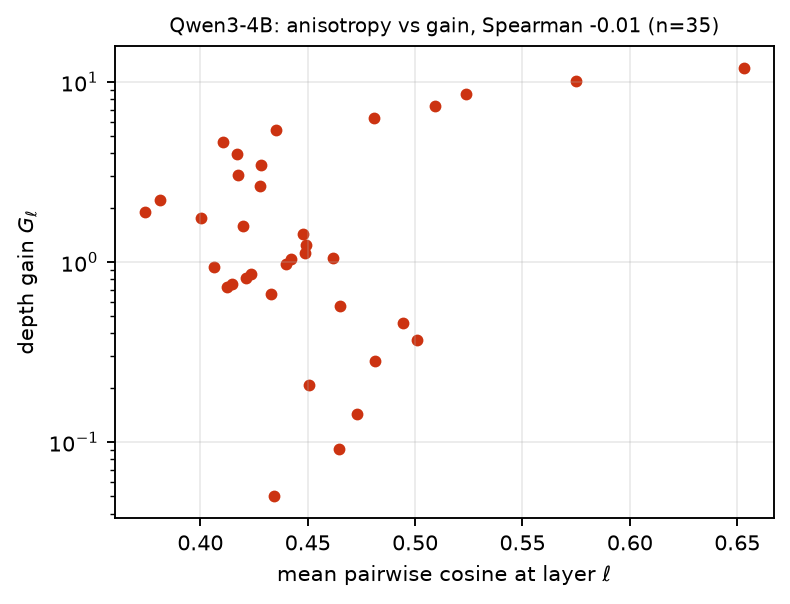 Qwen3-4B: anisotropy vs gain, Spearman -0.01 (n=35)
depth gain G_ℓ
10¹
10⁰
10⁻¹
0.40 0.45 0.50 0.55 0.60 0.65
mean pairwise cosine at layer ℓ